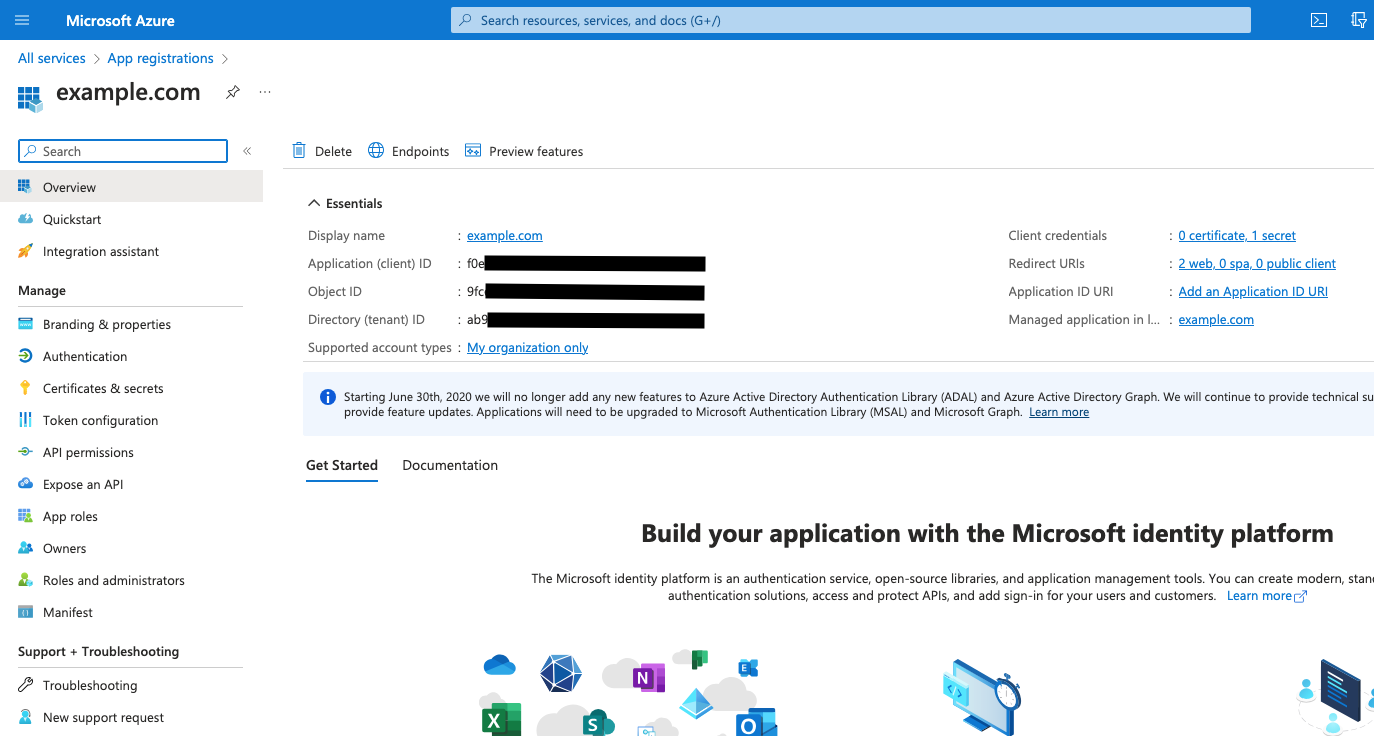 Microsoft Azure
Search resources, services, and docs (G+/)
All services > App registrations >
example.com
...
Search
«
Overview
Quickstart
Integration assistant
Manage
Branding & properties
Authentication
Certificates & secrets
Token configuration
API permissions
Expose an API
App roles
Owners
Roles and administrators
Manifest
Support + Troubleshooting
Troubleshooting
New support request
Delete Endpoints Preview features
Essentials
Display name : example.com
Application (client) ID : f0e
Object ID : 9fc
Directory (tenant) ID : ab9
Supported account types : My organization only
Client credentials : 0 certificate, 1 secret
Redirect URIs : 2 web, 0 spa, 0 public client
Application ID URI : Add an Application ID URI
Managed application in l... : example.com
Starting June 30th, 2020 we will no longer add any new features to Azure Active Directory Authentication Library (ADAL) and Azure Active Directory Graph. We will continue to provide technical su
provide feature updates. Applications will need to be upgraded to Microsoft Authentication Library (MSAL) and Microsoft Graph. Learn more
Get Started Documentation
Build your application with the Microsoft identity platform
The Microsoft identity platform is an authentication service, open-source libraries, and application management tools. You can create modern, stan
authentication solutions, access and protect APIs, and add sign-in for your users and customers. Learn more
N
E
X
S
O